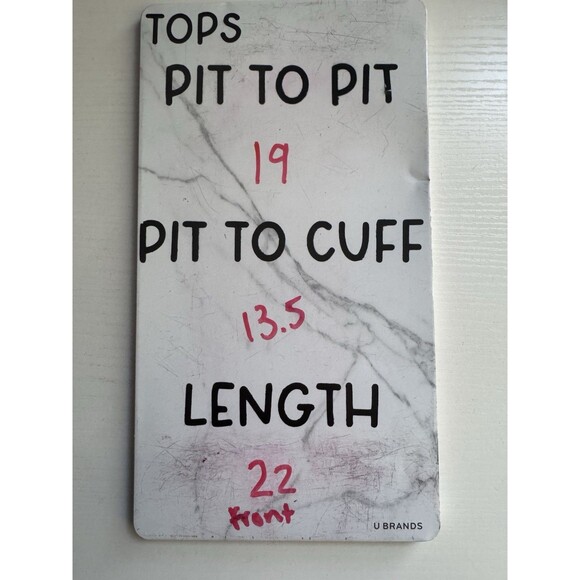 TOPS
PIT TO PIT
19
PIT TO CUFF
13.5
LENGTH
22
front
U BRANDS